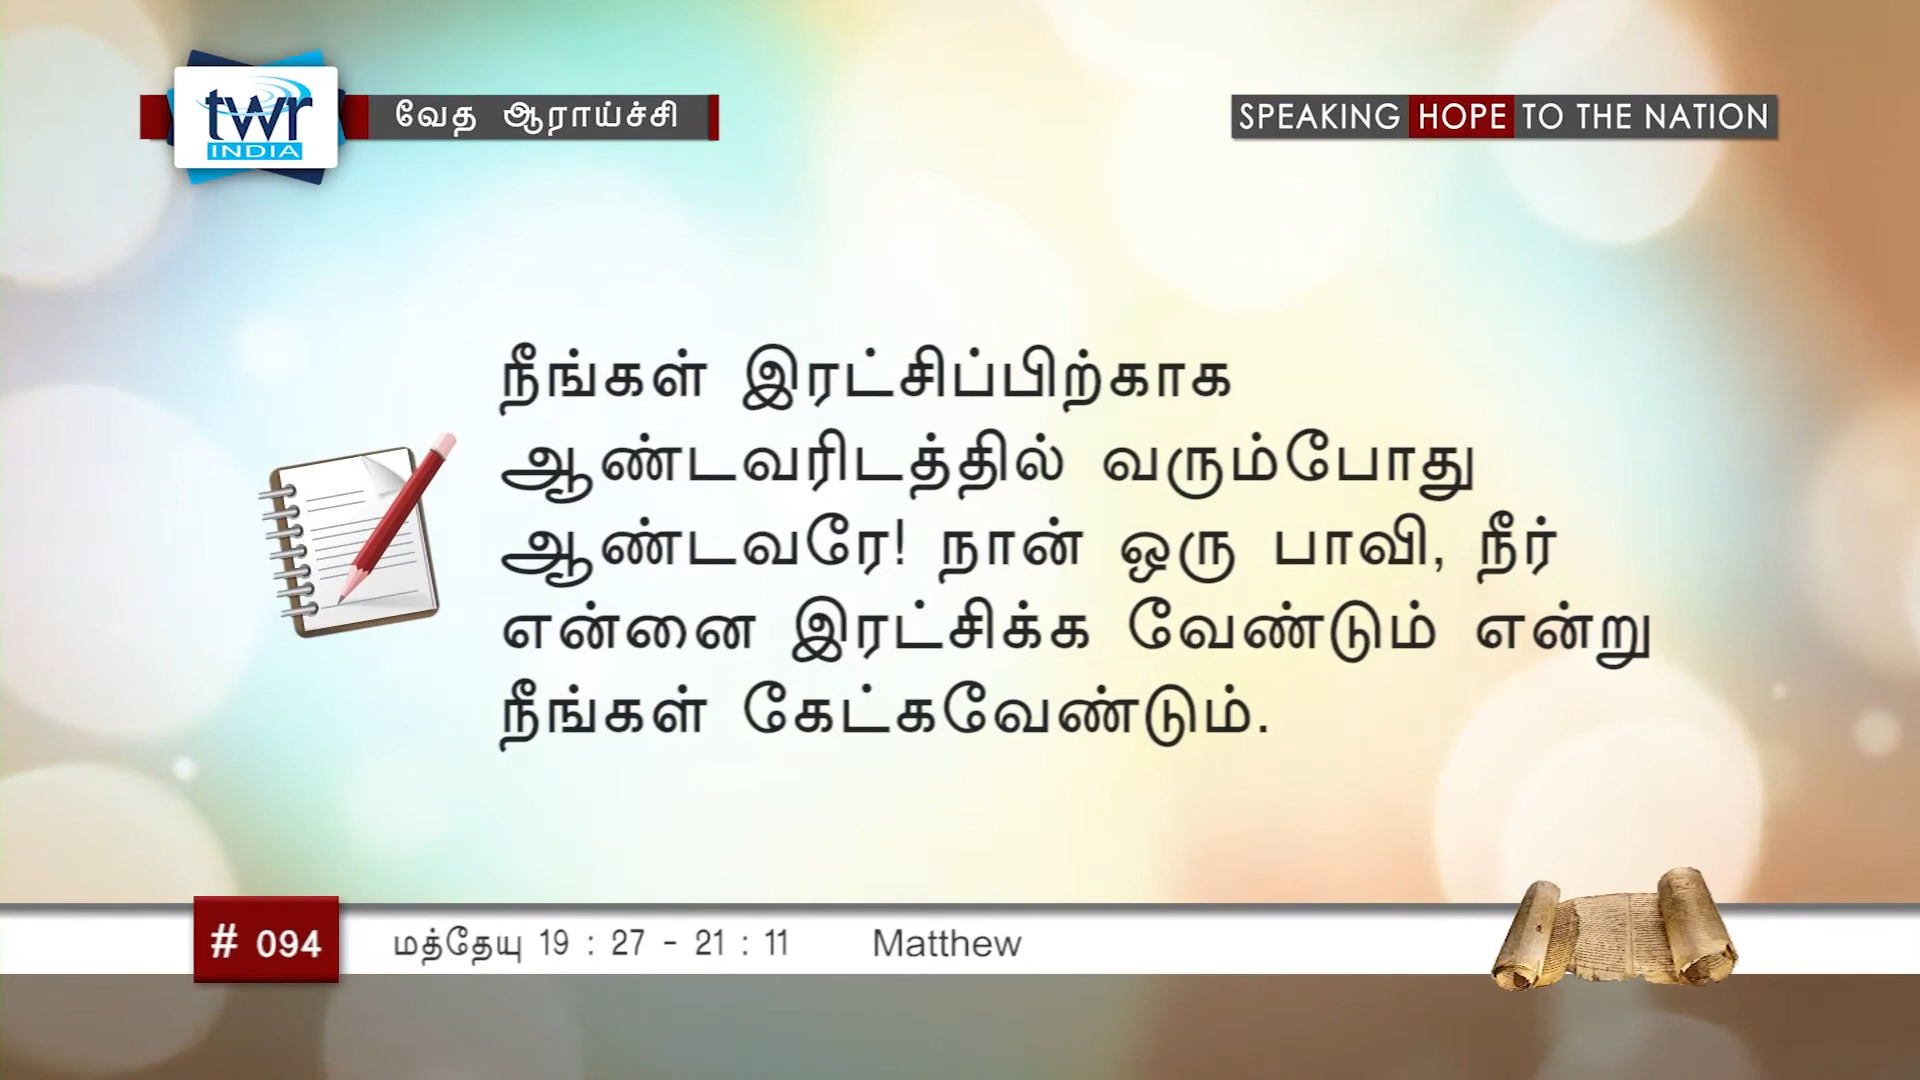 twr
INDIA
வேத ஆராய்ச்சி
SPEAKING HOPE TO THE NATION
நீங்கள் இரட்சிப்பிற்காக
ஆண்டவரிடத்தில் வரும்போது
ஆண்டவரே! நான் ஒரு பாவி, நீர்
என்னை இரட்சிக்க வேண்டும் என்று
நீங்கள் கேட்கவேண்டும்.
# 094
மத்தேயு 19 : 27 - 21 : 11 Matthew